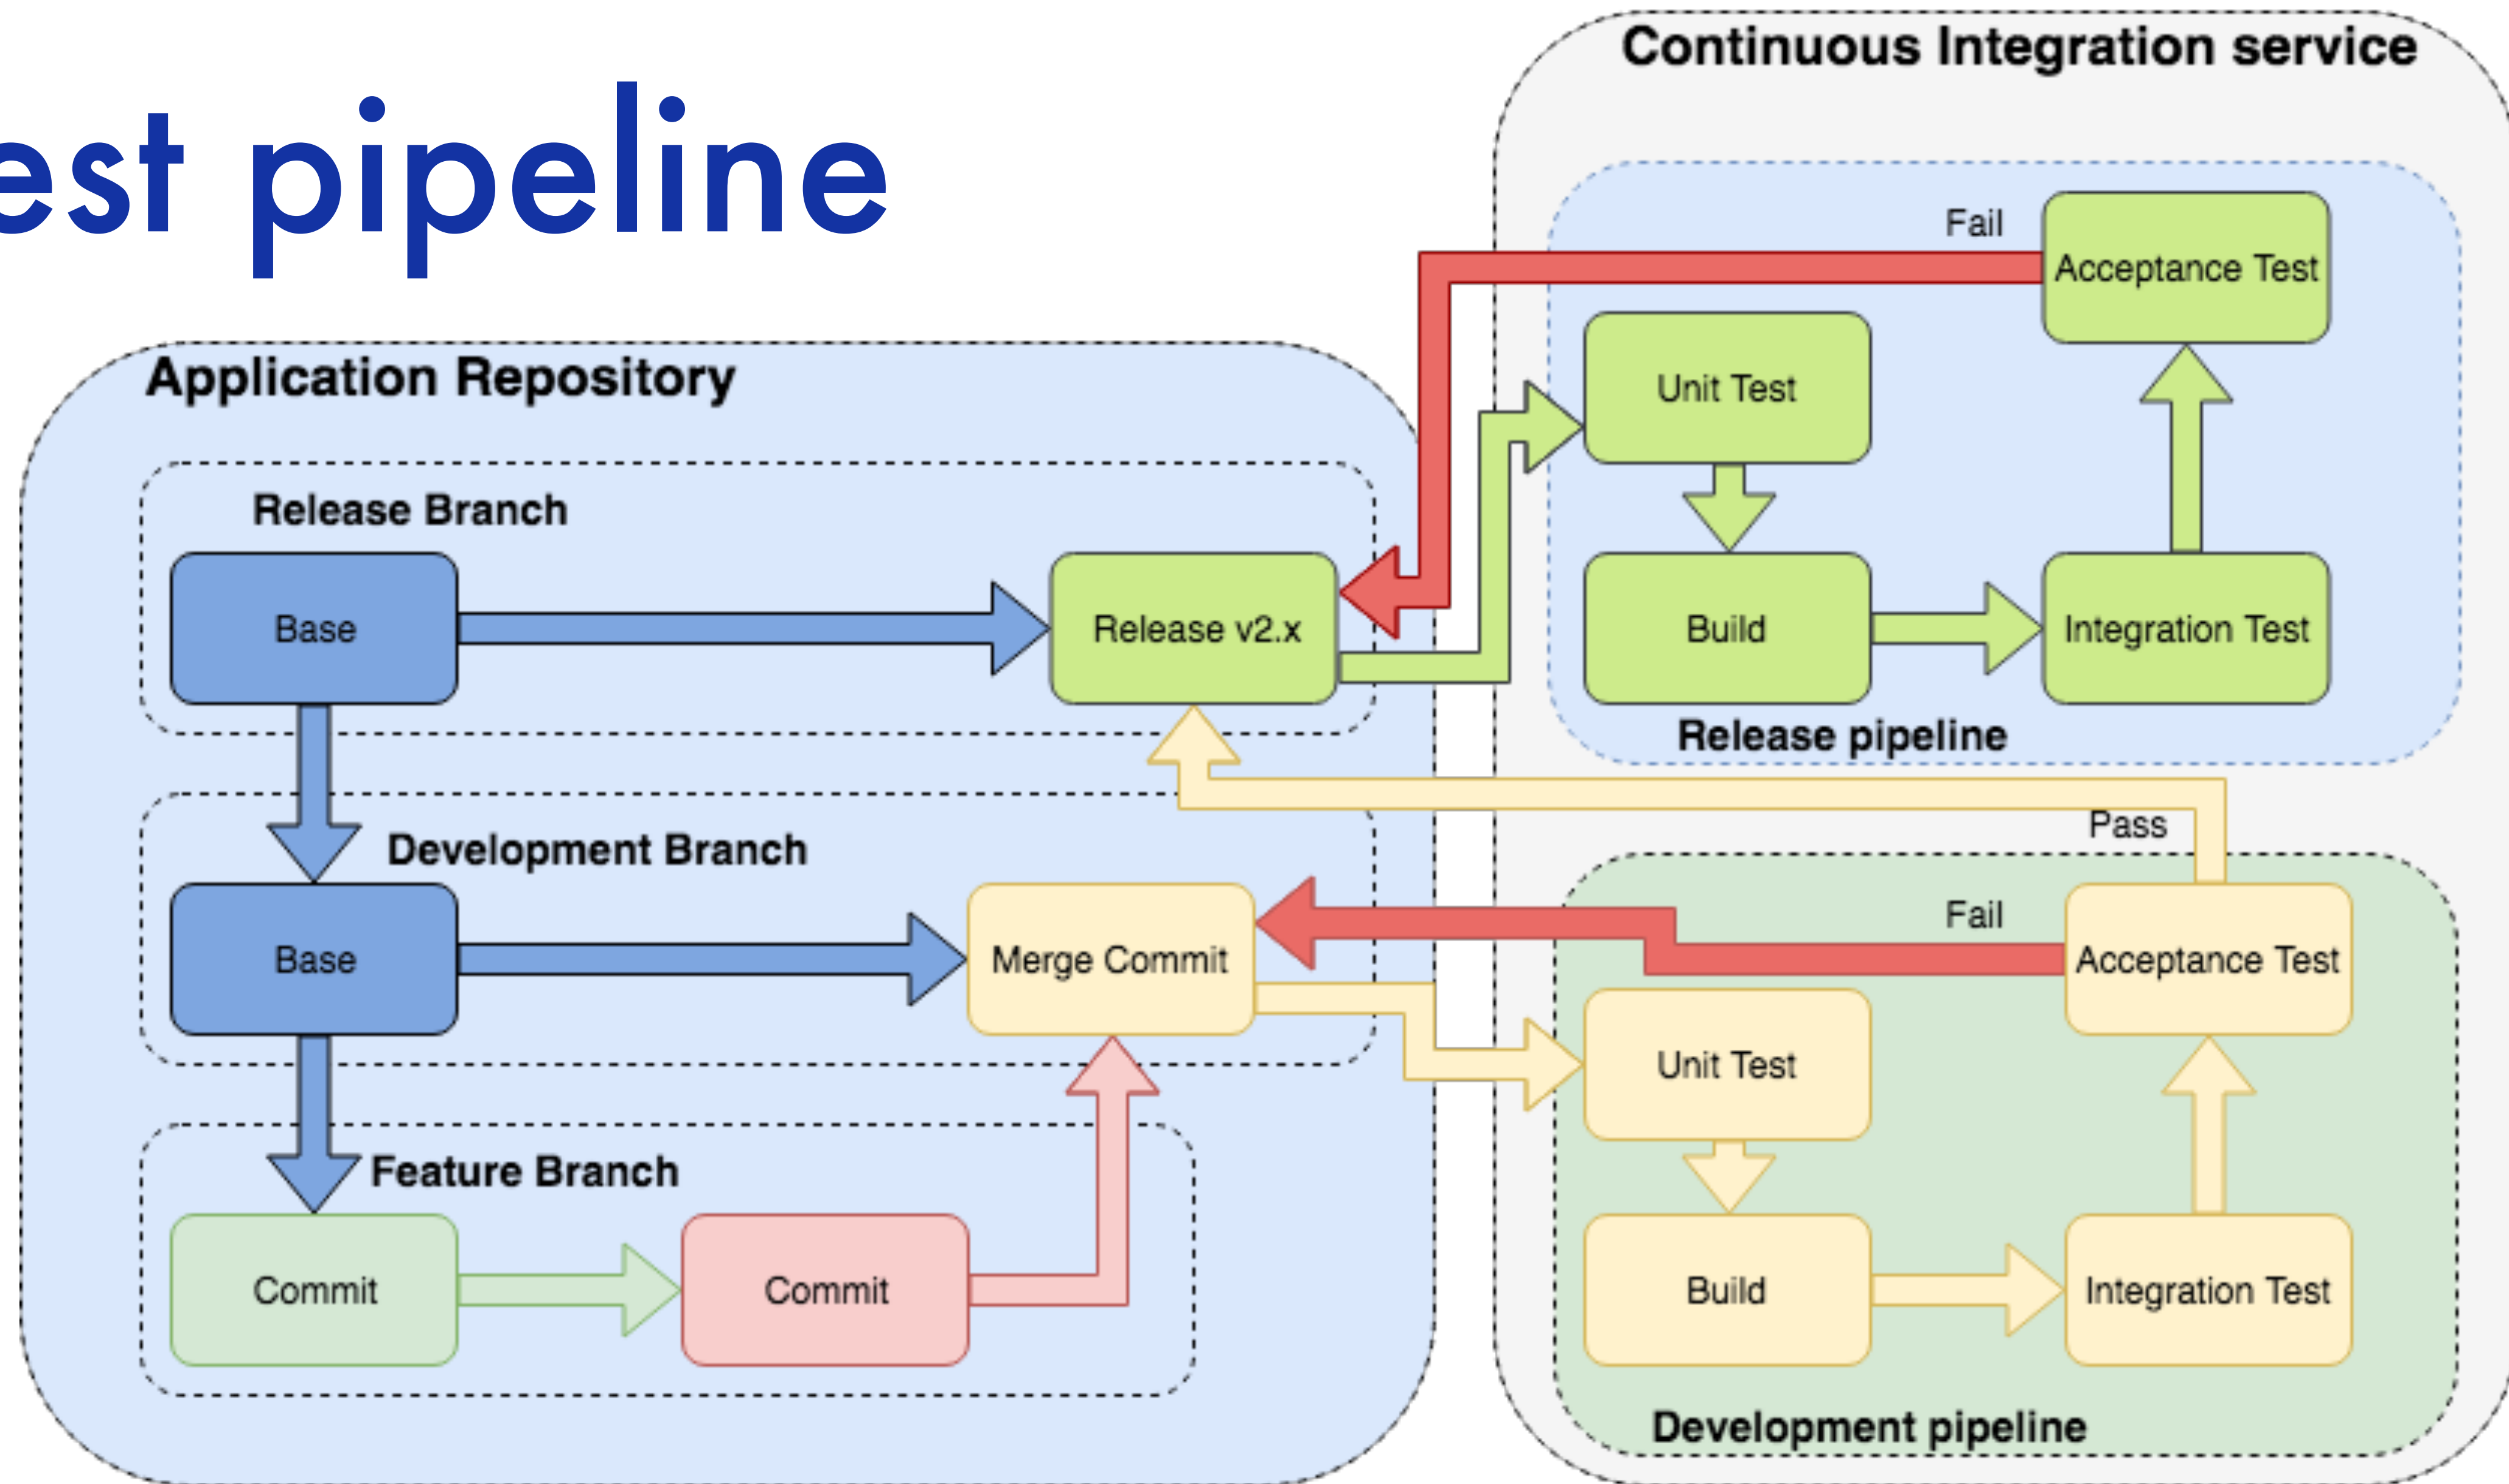 est pipeline
Continuous Integration service
Fail
Acceptance Test
Unit Test
Build
Integration Test
Release pipeline
Application Repository
Release Branch
Base
Release v2.x
Development Branch
Base
Merge Commit
Feature Branch
Commit
Commit
Pass
Fail
Acceptance Test
Unit Test
Build
Integration Test
Development pipeline